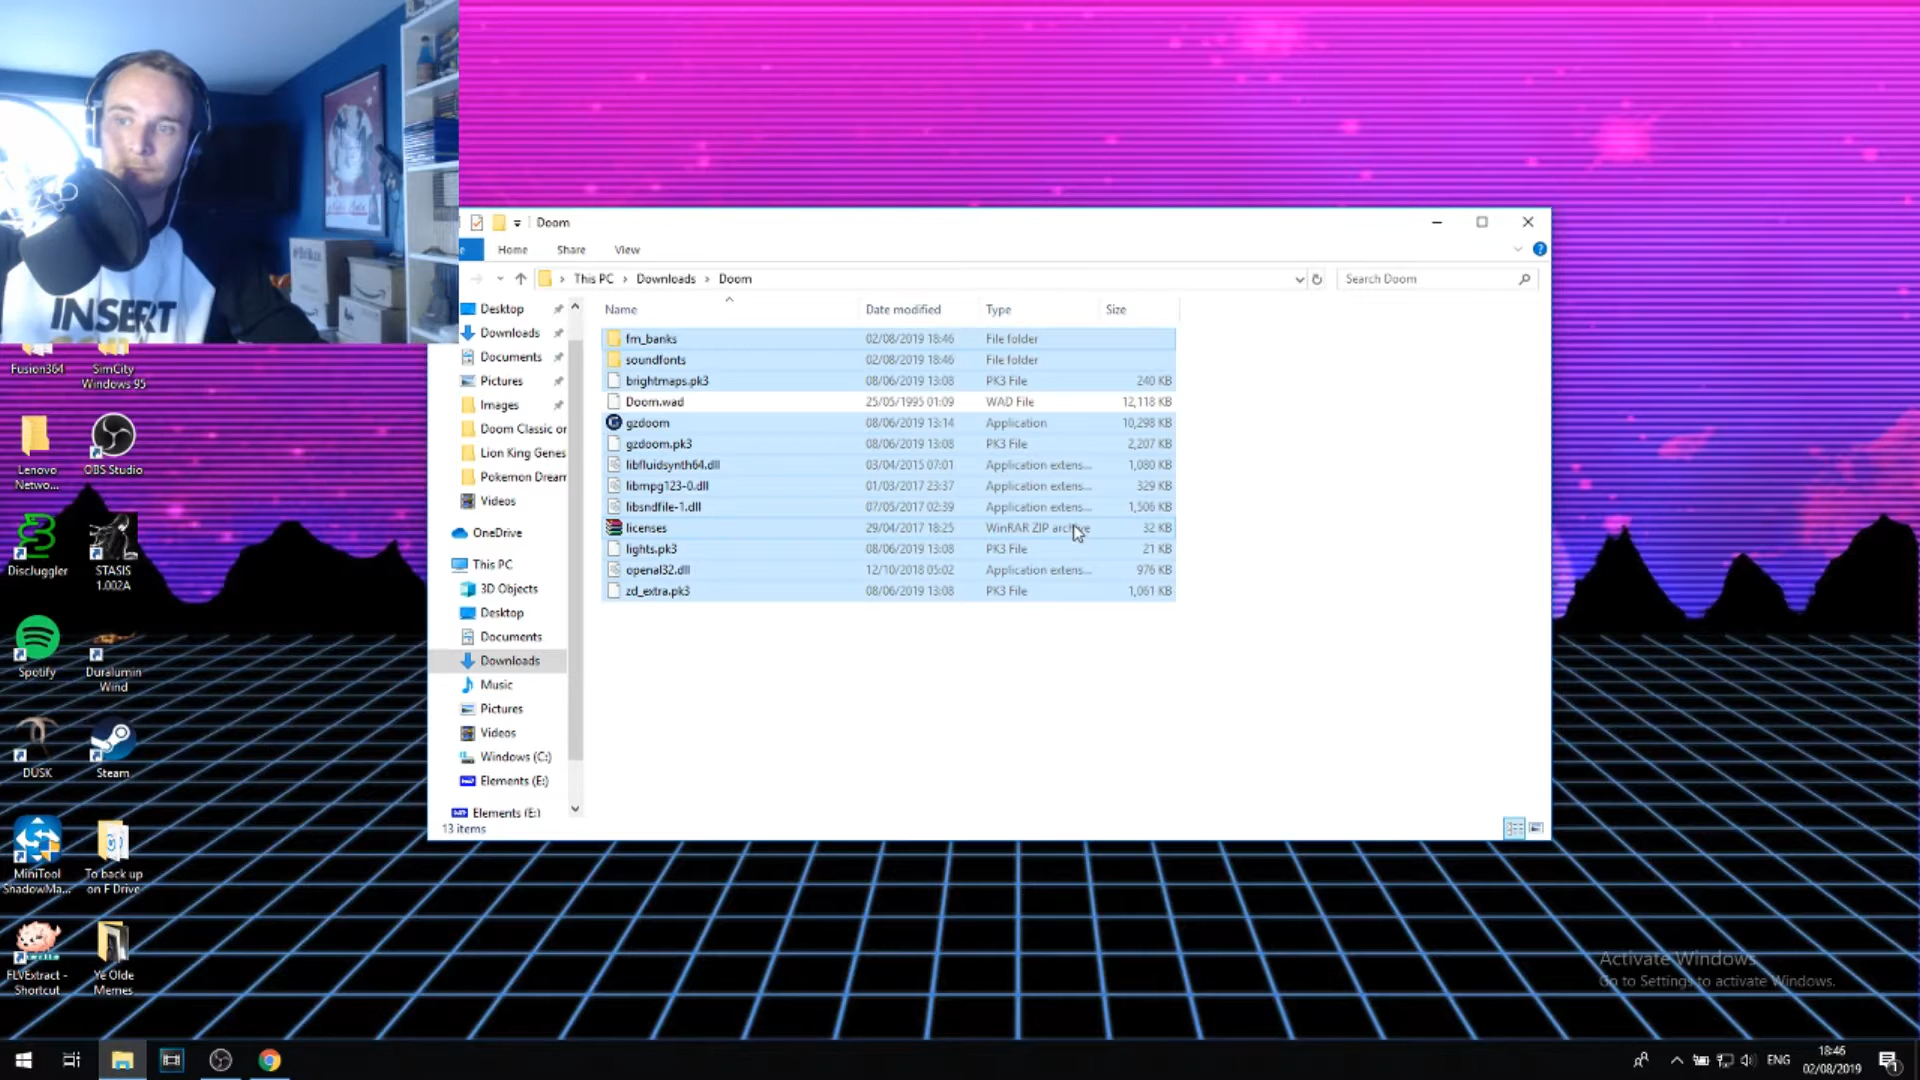 INSERT
Doom
Home Share View
This PC > Downloads > Doom
Search Doom
Name Date modified Type Size
Desktop
Downloads
Documents
Pictures
Images
Doom Classic or
Lion King Genes
Pokemon Dream
Videos
OneDrive
This PC
3D Objects
Desktop
Documents
Downloads
Music
Pictures
Videos
Windows (C:)
Elements (E:)
Elements (E:)
13 items
fm_banks 02/08/2019 18:46 File folder
soundfonts 02/08/2019 18:46 File folder
brightmaps.pk3 08/06/2019 13:08 PK3 File 240 KB
Doom.wad 25/05/1995 01:09 WAD File 12,118 KB
gzdoom 08/06/2019 13:14 Application 10,298 KB
gzdoom.pk3 08/06/2019 13:08 PK3 File 2,207 KB
libfluidsynth64.dll 03/04/2015 07:01 Application extens... 1,080 KB
libmpg123-0.dll 01/03/2017 23:37 Application extens... 329 KB
libsndfile-1.dll 07/05/2017 02:39 Application extens... 1,506 KB
licenses 29/04/2017 18:25 WinRAR ZIP archive 32 KB
lights.pk3 08/06/2019 13:08 PK3 File 21 KB
openal32.dll 12/10/2018 05:02 Application extens... 976 KB
zd_extra.pk3 08/06/2019 13:08 PK3 File 1,061 KB
Fusion364
SimCity
Windows 95
Lenovo
Netwo...
OBS Studio
DiscJuggler
STASIS
1.002A
Spotify
Duralumin
Wind
DUSK
Steam
MiniTool
ShadowMa...
To back up
on F Drive
FLVExtract -
Shortcut
Ye Olde
Memes
Activate Windows
Go to Settings to activate Windows.
ENG
18:46
02/08/2019
1